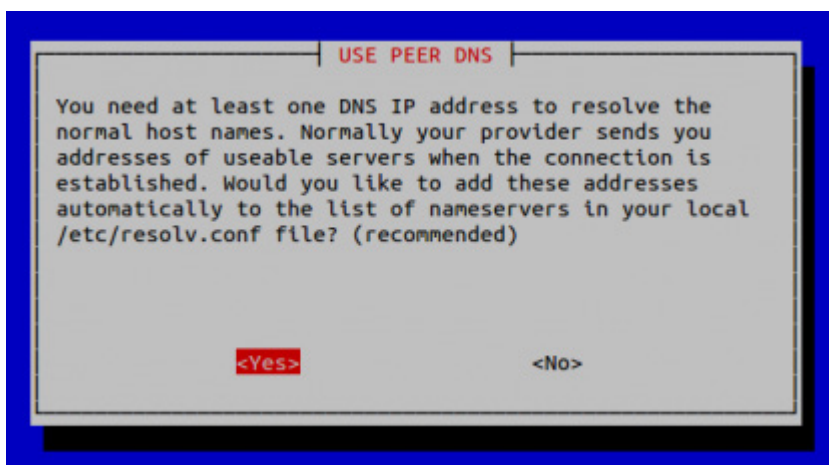 USE PEER DNS
You need at least one DNS IP address to resolve the
normal host names. Normally your provider sends you
addresses of useable servers when the connection is
established. Would you like to add these addresses
automatically to the list of nameservers in your local
/etc/resolv.conf file? (recommended)
<Yes> <No>